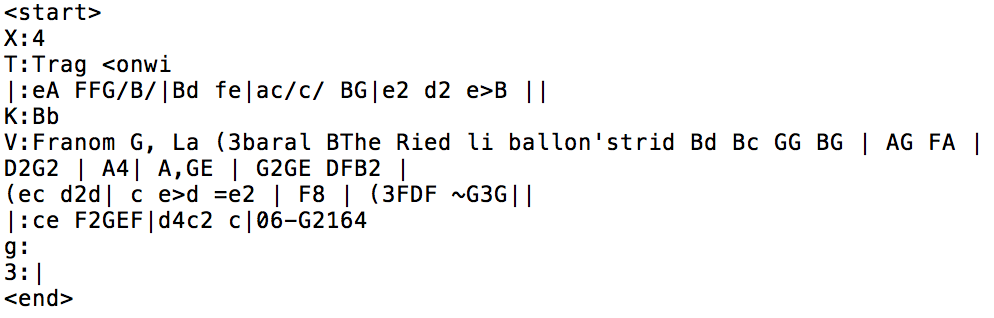 <start>
X:4
T:Trag <onwi
|:eA FFG/B/|Bd fe|ac/c/ BG|e2 d2 e>B ||
K:Bb
V:Franom G, La (3baral BThe Ried li ballon'strid Bd Bc GG BG | AG FA |
D2G2 | A4| A,GE | G2GE DFB2 |
(ec d2d| c e>d =e2 | F8 | (3FDF ~G3G||
|:ce F2GEF|d4c2 c|06-G2164
g:
3:|
<end>